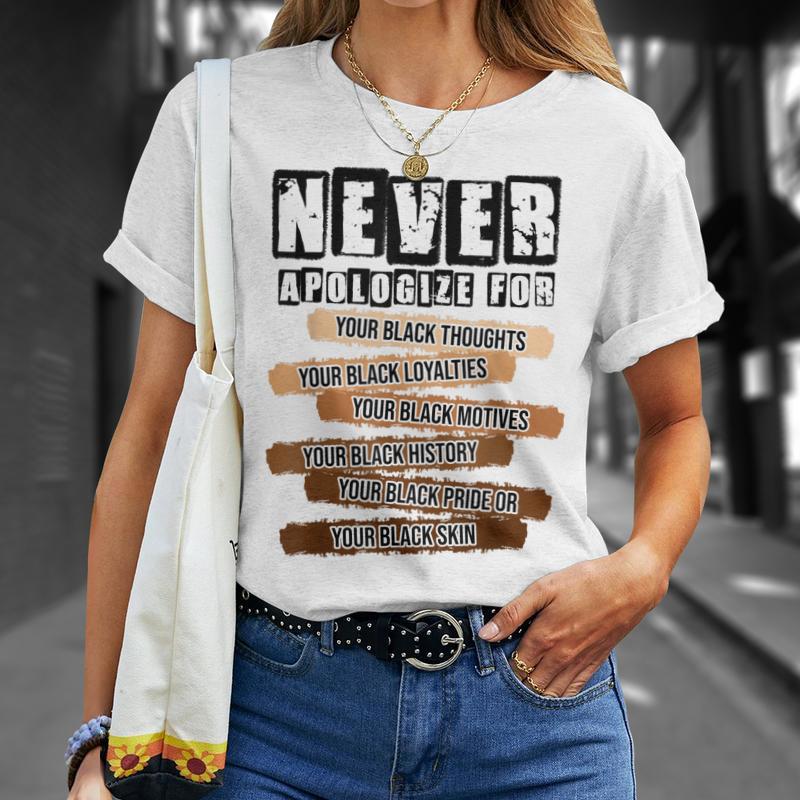 NEVER
APOLOGIZE FOR
YOUR BLACK THOUGHTS
YOUR BLACK LOYALTIES
YOUR BLACK MOTIVES
YOUR BLACK HISTORY
YOUR BLACK PRIDE OR
YOUR BLACK SKIN